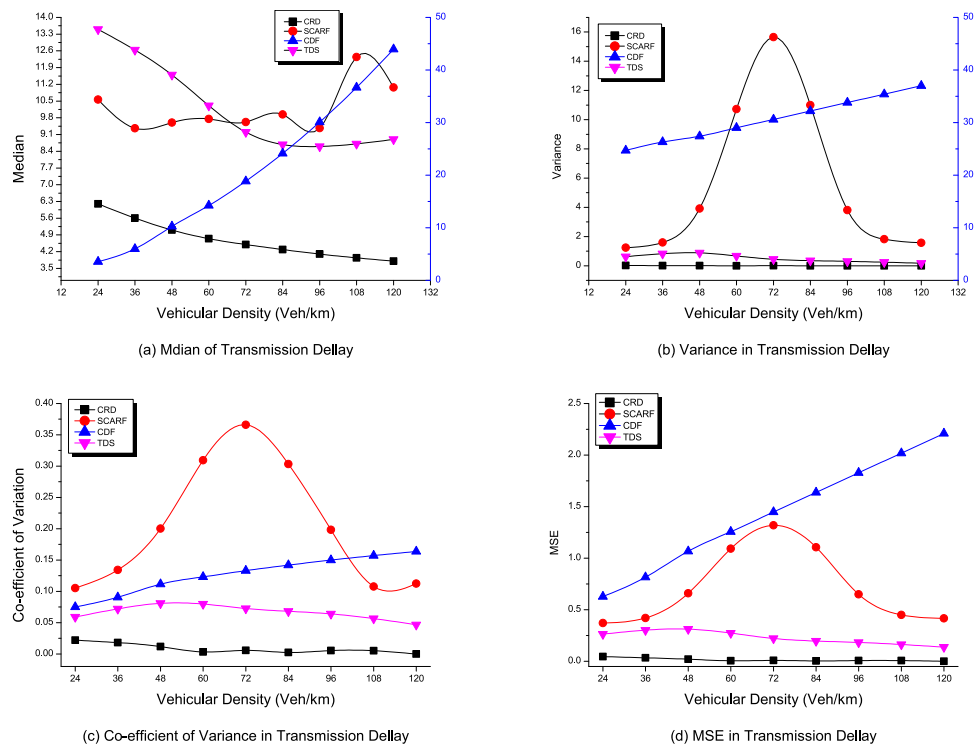 14.0
13.3
12.6
11.9
11.2
10.5
9.8
9.1
8.4
7.7
7.0
6.3
5.6
4.9
4.2
3.5
Median
CRD
SCARF
CDF
TDS
50
40
30
20
10
0
12 24 36 48 60 72 84 96 108 120 132
Vehicular Density (Veh/km)
(a) Mdian of Transmission Dellay
16
14
12
10
8
6
4
2
0
Variance
CRD
SCARF
CDF
TDS
50
40
30
20
10
0
12 24 36 48 60 72 84 96 108 120 132
Vehicular Density (Veh/km)
(b) Variance in Transmission Dellay
0.40
0.35
0.30
0.25
0.20
0.15
0.10
0.05
0.00
Co-efficient of Variation
CRD
SCARF
CDF
TDS
24 36 48 60 72 84 96 108 120
Vehicular Density (Veh/km)
(c) Co-efficient of Variance in Transmission Dellay
2.5
2.0
1.5
1.0
0.5
0.0
MSE
CRD
SCARF
CDF
TDS
24 36 48 60 72 84 96 108 120
Vehicular Density (Veh/km)
(d) MSE in Transmission Dellay